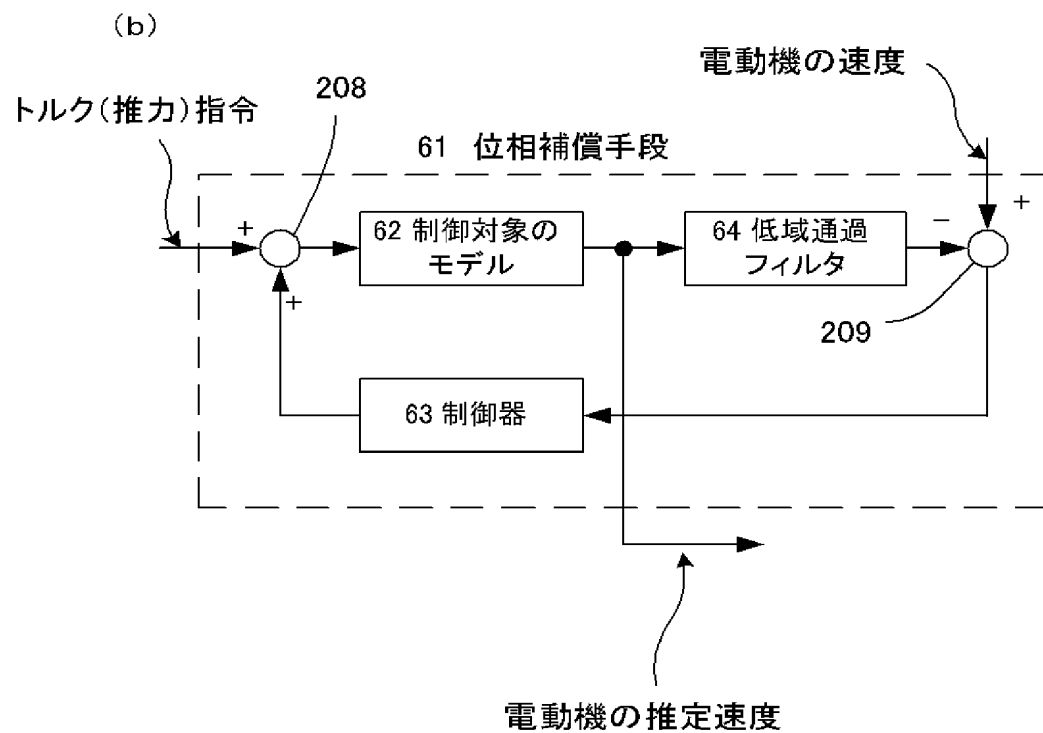 (b)
電動機の速度
トルク(推力)指令
208
61 位相補償手段
+
62 制御対象の
モデル
64 低域通過
フィルタ
−
+
+
209
63 制御器
電動機の推定速度